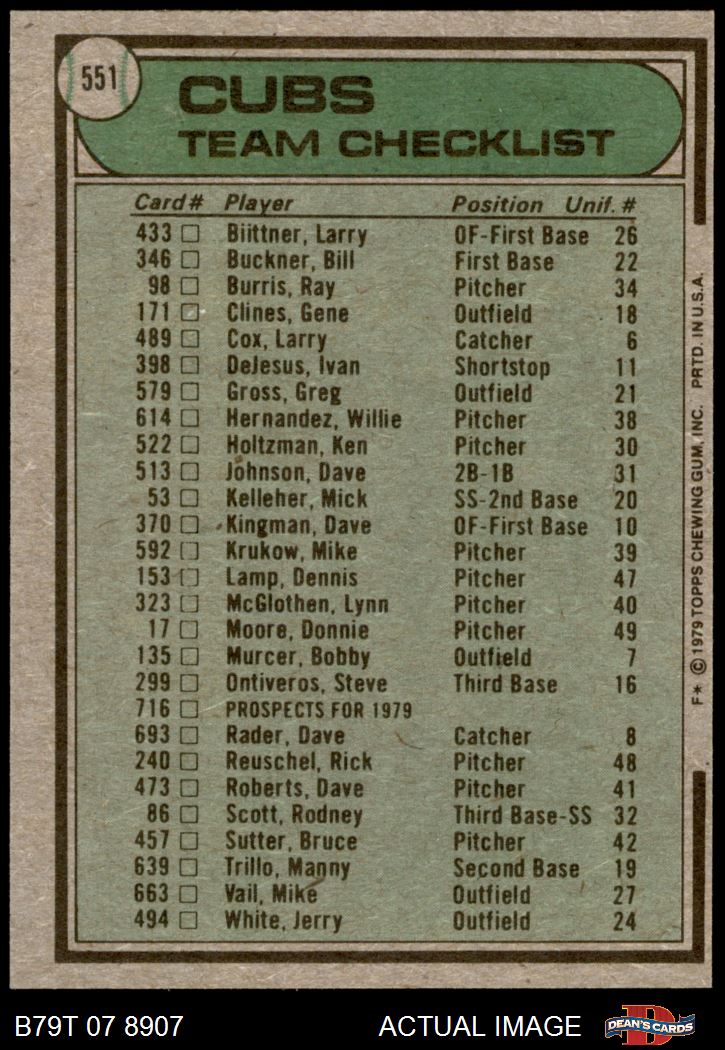 551
CUBS
TEAM CHECKLIST
Card# Player Position Unif. #
433 Biittner, Larry OF-First Base 26
346 Buckner, Bill First Base 22
98 Burris, Ray Pitcher 34
171 Clines, Gene Outfield 18
489 Cox, Larry Catcher 6
398 DeJesus, Ivan Shortstop 11
579 Gross, Greg Outfield 21
614 Hernandez, Willie Pitcher 38
522 Holtzman, Ken Pitcher 30
513 Johnson, Dave 2B-1B 31
53 Kelleher, Mick SS-2nd Base 20
370 Kingman, Dave OF-First Base 10
592 Krukow, Mike Pitcher 39
153 Lamp, Dennis Pitcher 47
323 McGlothen, Lynn Pitcher 40
17 Moore, Donnie Pitcher 49
135 Murcer, Bobby Outfield 7
299 Ontiveros, Steve Third Base 16
716 PROSPECTS FOR 1979
693 Rader, Dave Catcher 8
240 Reuschel, Rick Pitcher 48
473 Roberts, Dave Pitcher 41
86 Scott, Rodney Third Base-SS 32
457 Sutter, Bruce Pitcher 42
639 Trillo, Manny Second Base 19
663 Vail, Mike Outfield 27
494 White, Jerry Outfield 24
F* © 1979 TOPPS CHEWING GUM, INC. PRTD. IN U.S.A.
B79T 07 8907 ACTUAL IMAGE
D
DEAN'S CARDS